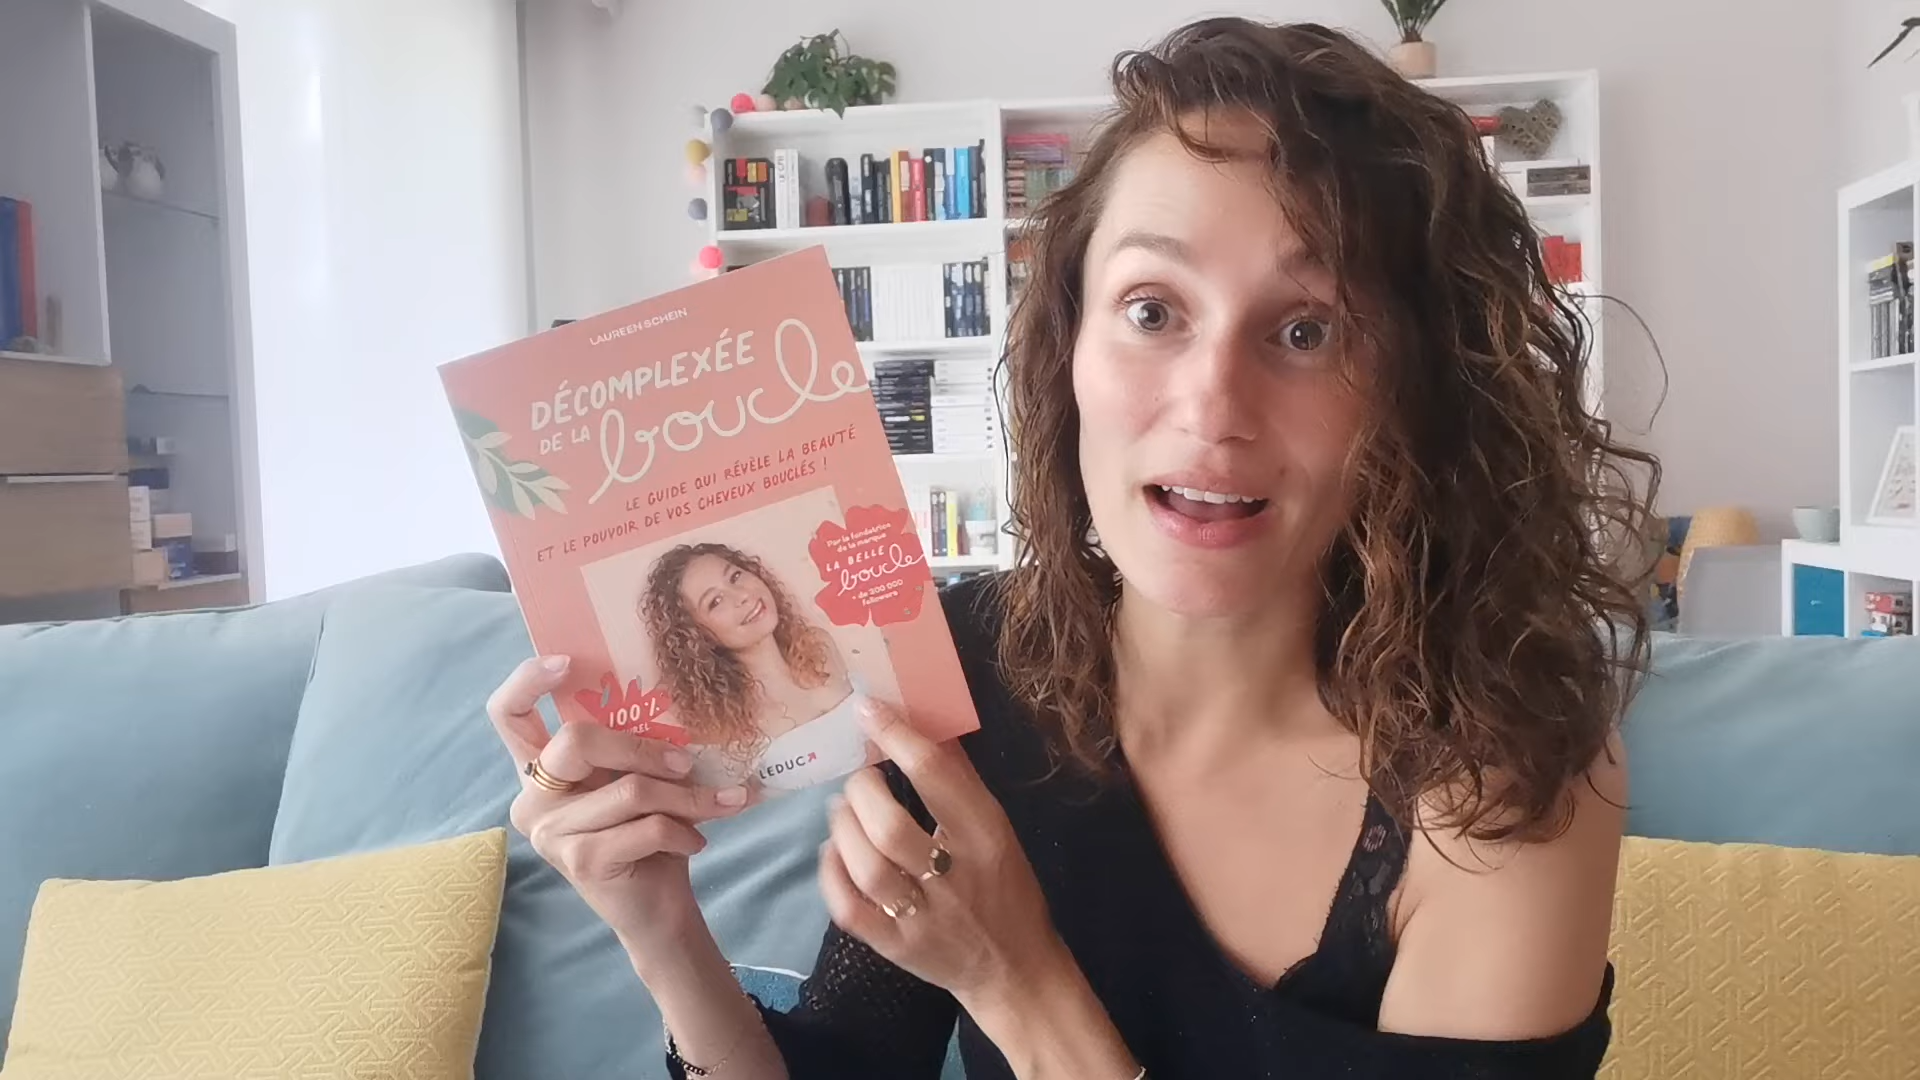 LAUREEN SCHEIN
DÉCOMPLEXÉE
DE LA boucle
LE GUIDE QUI RÉVÈLE LA BEAUTÉ
ET LE POUVOIR DE VOS CHEVEUX BOUCLÉS !
Par la fondatrice
de la marque
LA BELLE
boucle
+ de 200 000
followers
100%
LEDUC